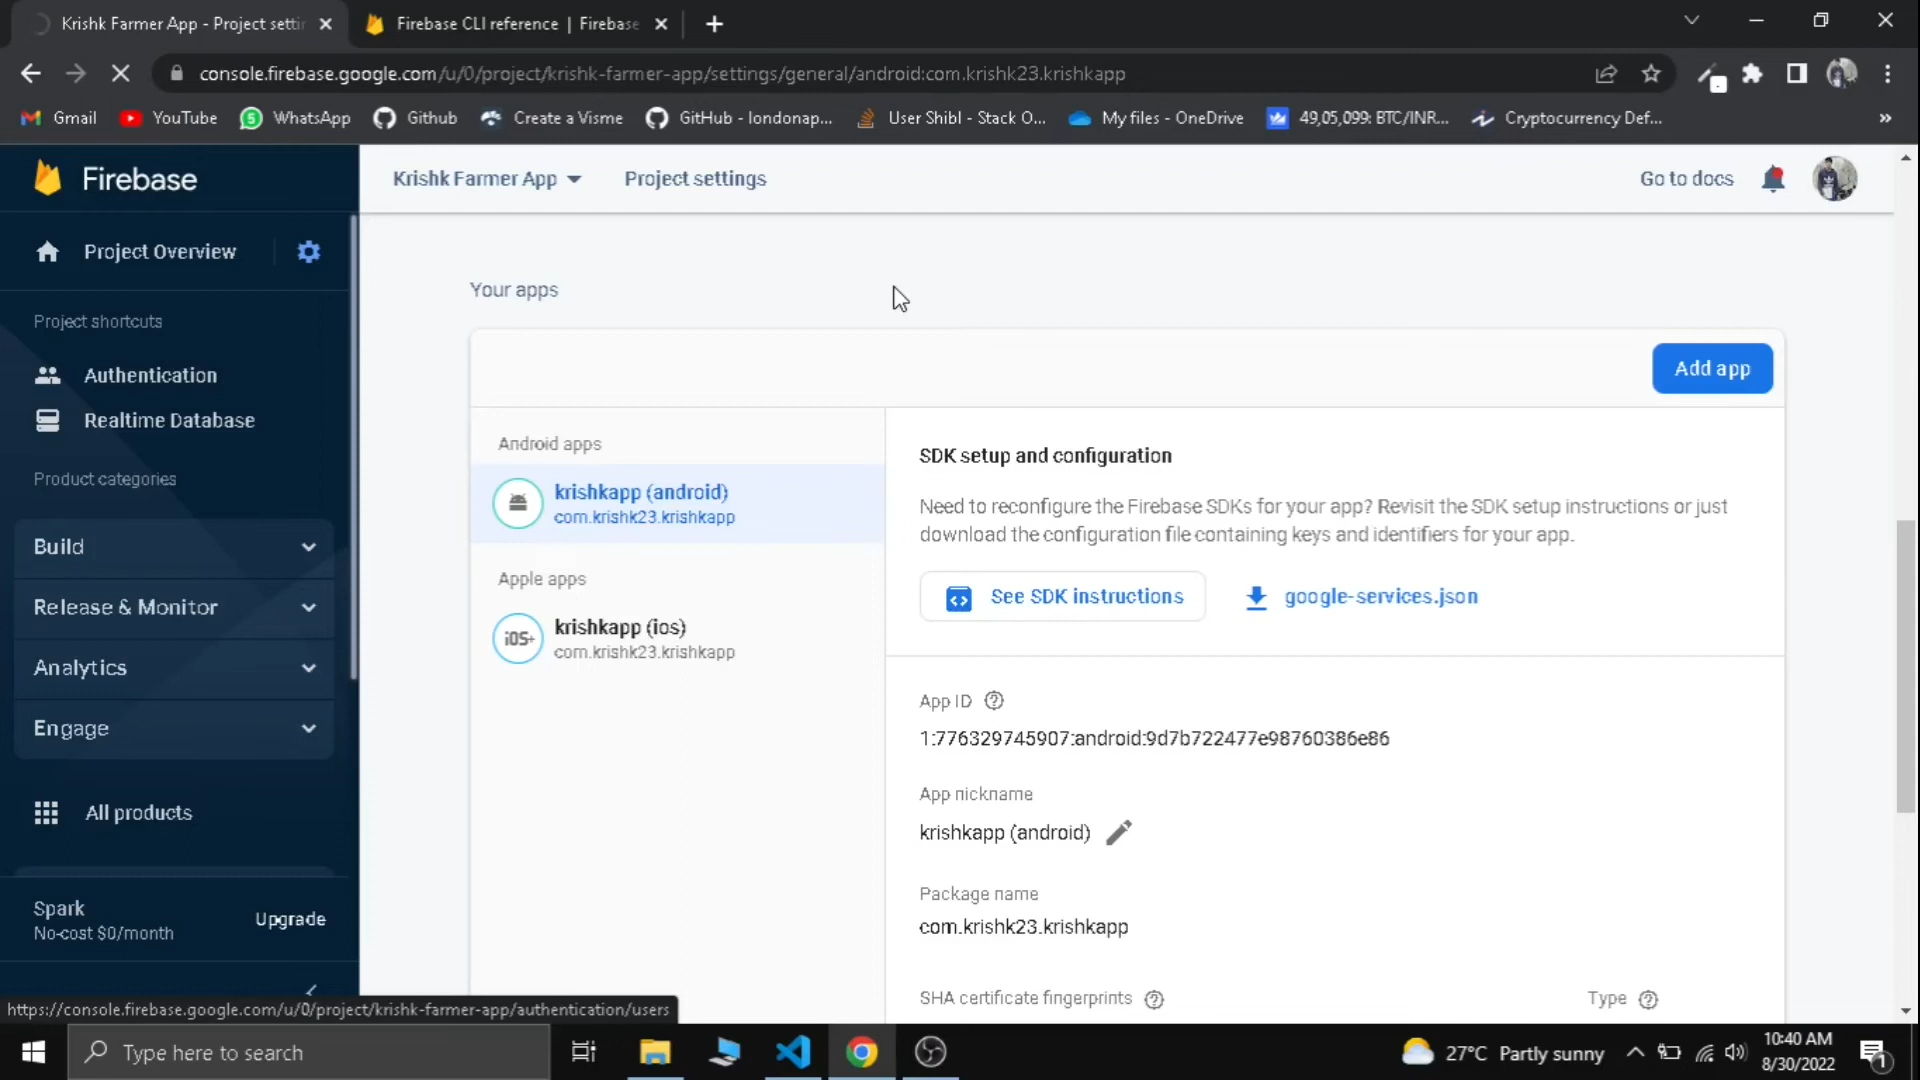 Krishk Farmer App - Project setti
Firebase CLI reference | Firebase
console.firebase.google.com/u/0/project/krishk-farmer-app/settings/general/android:com.krishk23.krishkapp
Gmail
YouTube
WhatsApp
Github
Create a Visme
GitHub - londonap...
User Shibl - Stack O...
My files - OneDrive
49,05,099: BTC/INR...
Cryptocurrency Def...
»
Firebase
Krishk Farmer App
Project settings
Go to docs
Project Overview
Project shortcuts
Authentication
Realtime Database
Product categories
Build
Release & Monitor
Analytics
Engage
All products
Spark
No-cost $0/month
Upgrade
Your apps
Add app
Android apps
krishkapp (android)
com.krishk23.krishkapp
Apple apps
iOS+
krishkapp (ios)
com.krishk23.krishkapp
SDK setup and configuration
Need to reconfigure the Firebase SDKs for your app? Revisit the SDK setup instructions or just
download the configuration file containing keys and identifiers for your app.
See SDK instructions
google-services.json
App ID
1:776329745907:android:9d7b722477e98760386e86
App nickname
krishkapp (android)
Package name
com.krishk23.krishkapp
SHA certificate fingerprints
Type
https://console.firebase.google.com/u/0/project/krishk-farmer-app/authentication/users
Type here to search
27°C Partly sunny
10:40 AM
8/30/2022
1